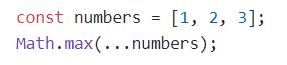 const numbers = [1, 2, 3];
Math.max(...numbers);